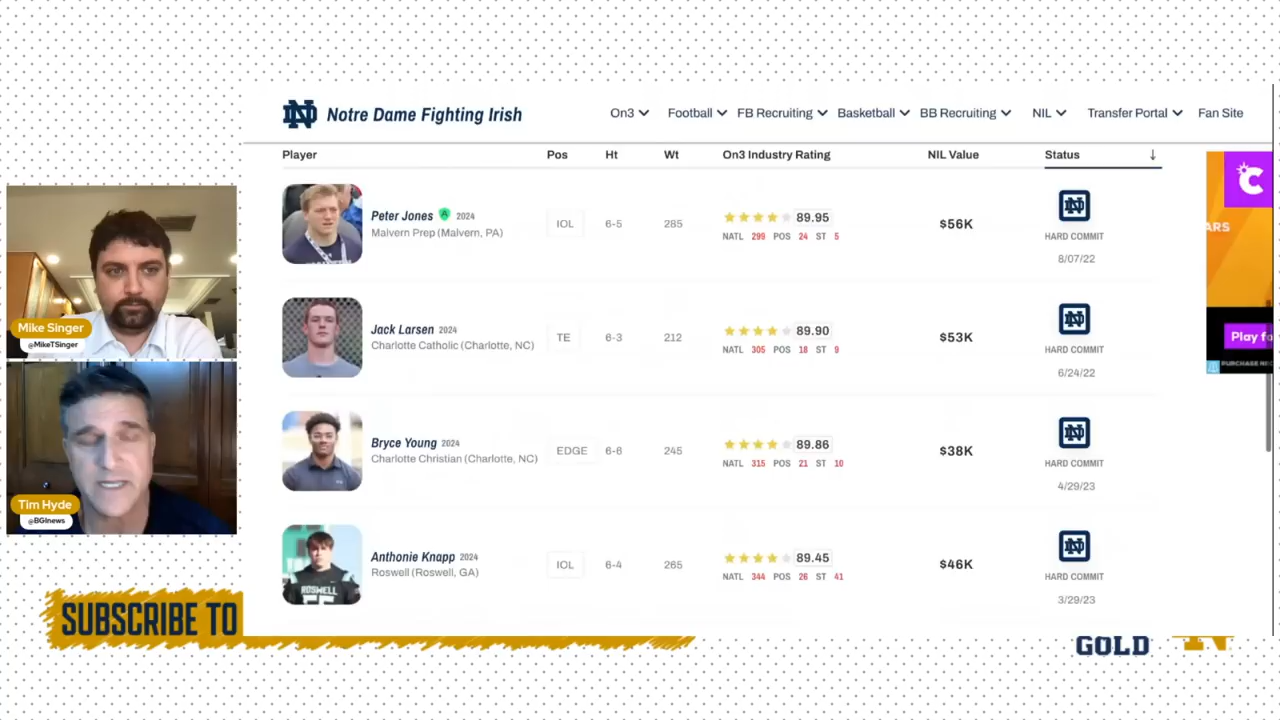 Notre Dame Fighting Irish
On3 Football FB Recruiting Basketball BB Recruiting NIL Transfer Portal Fan Site
Player Pos Ht Wt On3 Industry Rating NIL Value Status ↓
Peter Jones 2024
Malvern Prep (Malvern, PA)
IOL 6-5 285
89.95
NATL 299 POS 24 ST 5
$56K
HARD COMMIT
8/07/22
Jack Larsen 2024
Charlotte Catholic (Charlotte, NC)
TE 6-3 212
89.90
NATL 305 POS 18 ST 9
$53K
HARD COMMIT
6/24/22
Bryce Young 2024
Charlotte Christian (Charlotte, NC)
EDGE 6-6 245
89.86
NATL 315 POS 21 ST 10
$38K
HARD COMMIT
4/29/23
Anthonie Knapp 2024
Roswell (Roswell, GA)
IOL 6-4 265
89.45
NATL 344 POS 26 ST 41
$46K
HARD COMMIT
3/29/23
ROSWELL
ARS
Play fo
Mike Singer
@MikeTSinger
Tim Hyde
@BGInews
SUBSCRIBE TO
GOLD